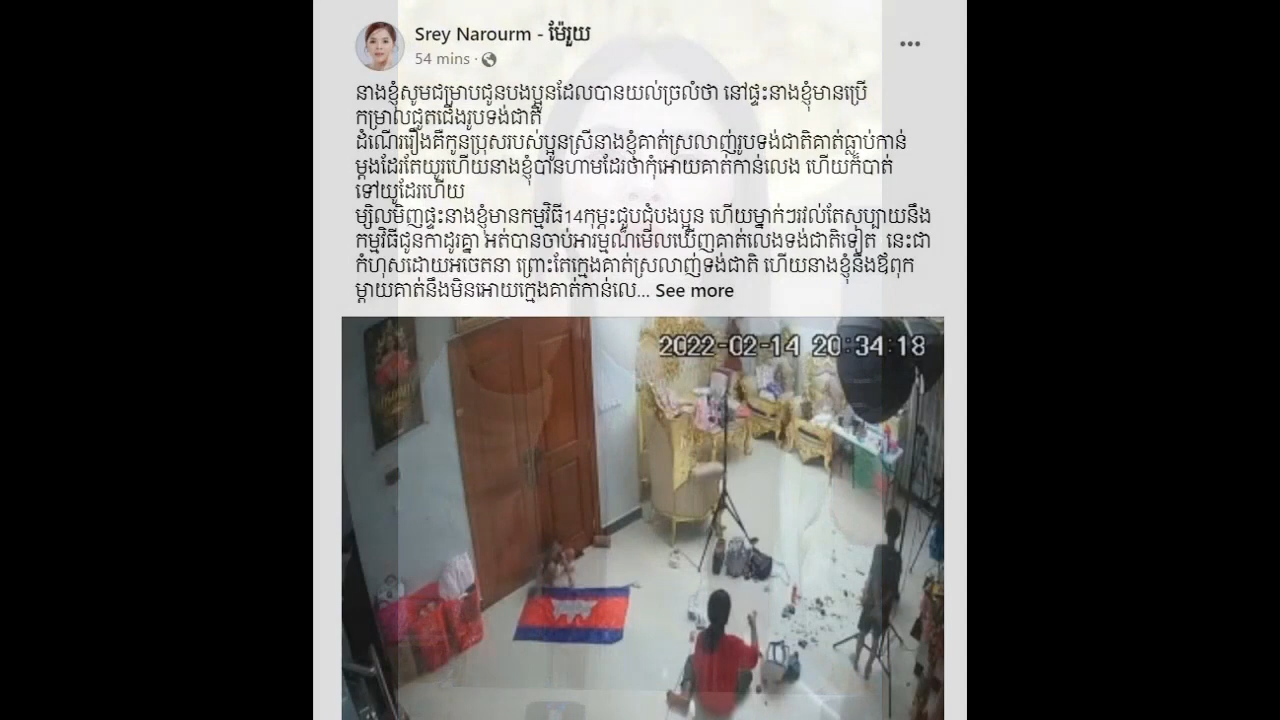 Srey Narourm - ម៉ែរួយ
54 mins ·
នាងខ្ញុំសូមជម្រាបជូនបងប្អូនដែលបានយល់ច្រលំថា នៅផ្ទះនាងខ្ញុំមានប្រើ
កម្រាលជូតជើងរូបទង់ជាតិ
ដំណើររឿងគឺកូនប្រុសរបស់ប្អូនស្រីនាងខ្ញុំគាត់ស្រលាញ់រូបទង់ជាតិគាត់ធ្លាប់កាន់
ម្ដងដែរតែយូរហើយនាងខ្ញុំបានហាមដែរថាកុំអោយគាត់កាន់លេង ហើយក៏បាត់
ទៅយូដែរហើយ
ម្សិលមិញផ្ទះនាងខ្ញុំមានកម្មវិធី14កុម្ភះជួបជុំបងប្អូន ហើយម្នាក់ៗរវល់តែសប្បាយនឹង
កម្មវិធីជូនកាដូរគ្នា អត់បានចាប់អារម្មណ៏មើលឃើញគាត់លេងទង់ជាតិទៀត នេះជា
កំហុសដោយអចេតនា ព្រោះតែក្មេងគាត់ស្រលាញ់ទង់ជាតិ ហើយនាងខ្ញុំនឹងឪពុក
ម្ដាយគាត់នឹងមិនអោយក្មេងគាត់កាន់លេ... See more
2022-02-14 20:34:18